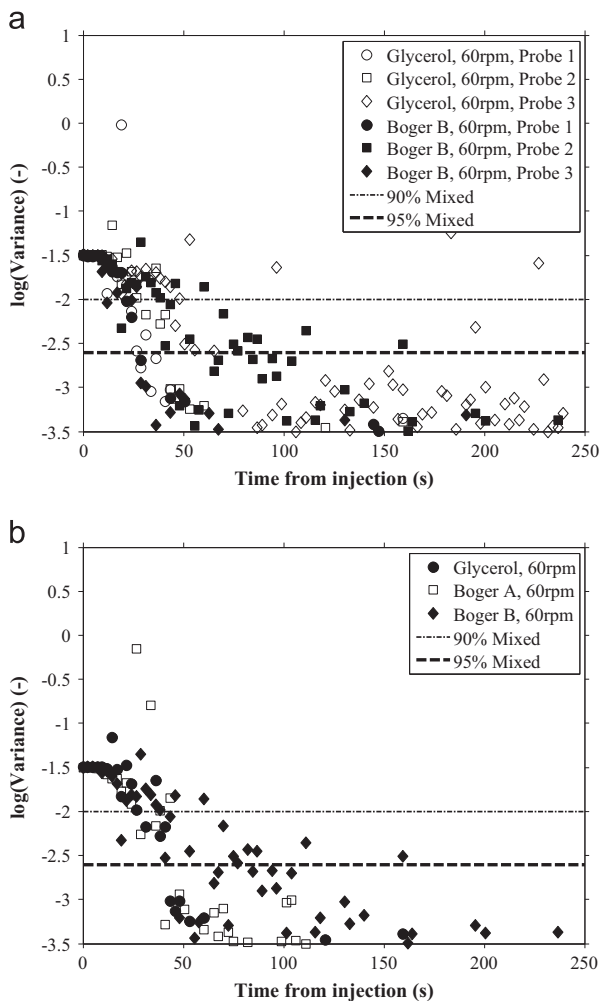 a
1
0.5
0
-0.5
-1
-1.5
-2
-2.5
-3
-3.5
log(Variance) (-)
Glycerol, 60rpm, Probe 1
Glycerol, 60rpm, Probe 2
Glycerol, 60rpm, Probe 3
Boger B, 60rpm, Probe 1
Boger B, 60rpm, Probe 2
Boger B, 60rpm, Probe 3
90% Mixed
95% Mixed
0 50 100 150 200 250
Time from injection (s)
b
1
0.5
0
-0.5
-1
-1.5
-2
-2.5
-3
-3.5
log(Variance) (-)
Glycerol, 60rpm
Boger A, 60rpm
Boger B, 60rpm
90% Mixed
95% Mixed
0 50 100 150 200 250
Time from injection (s)